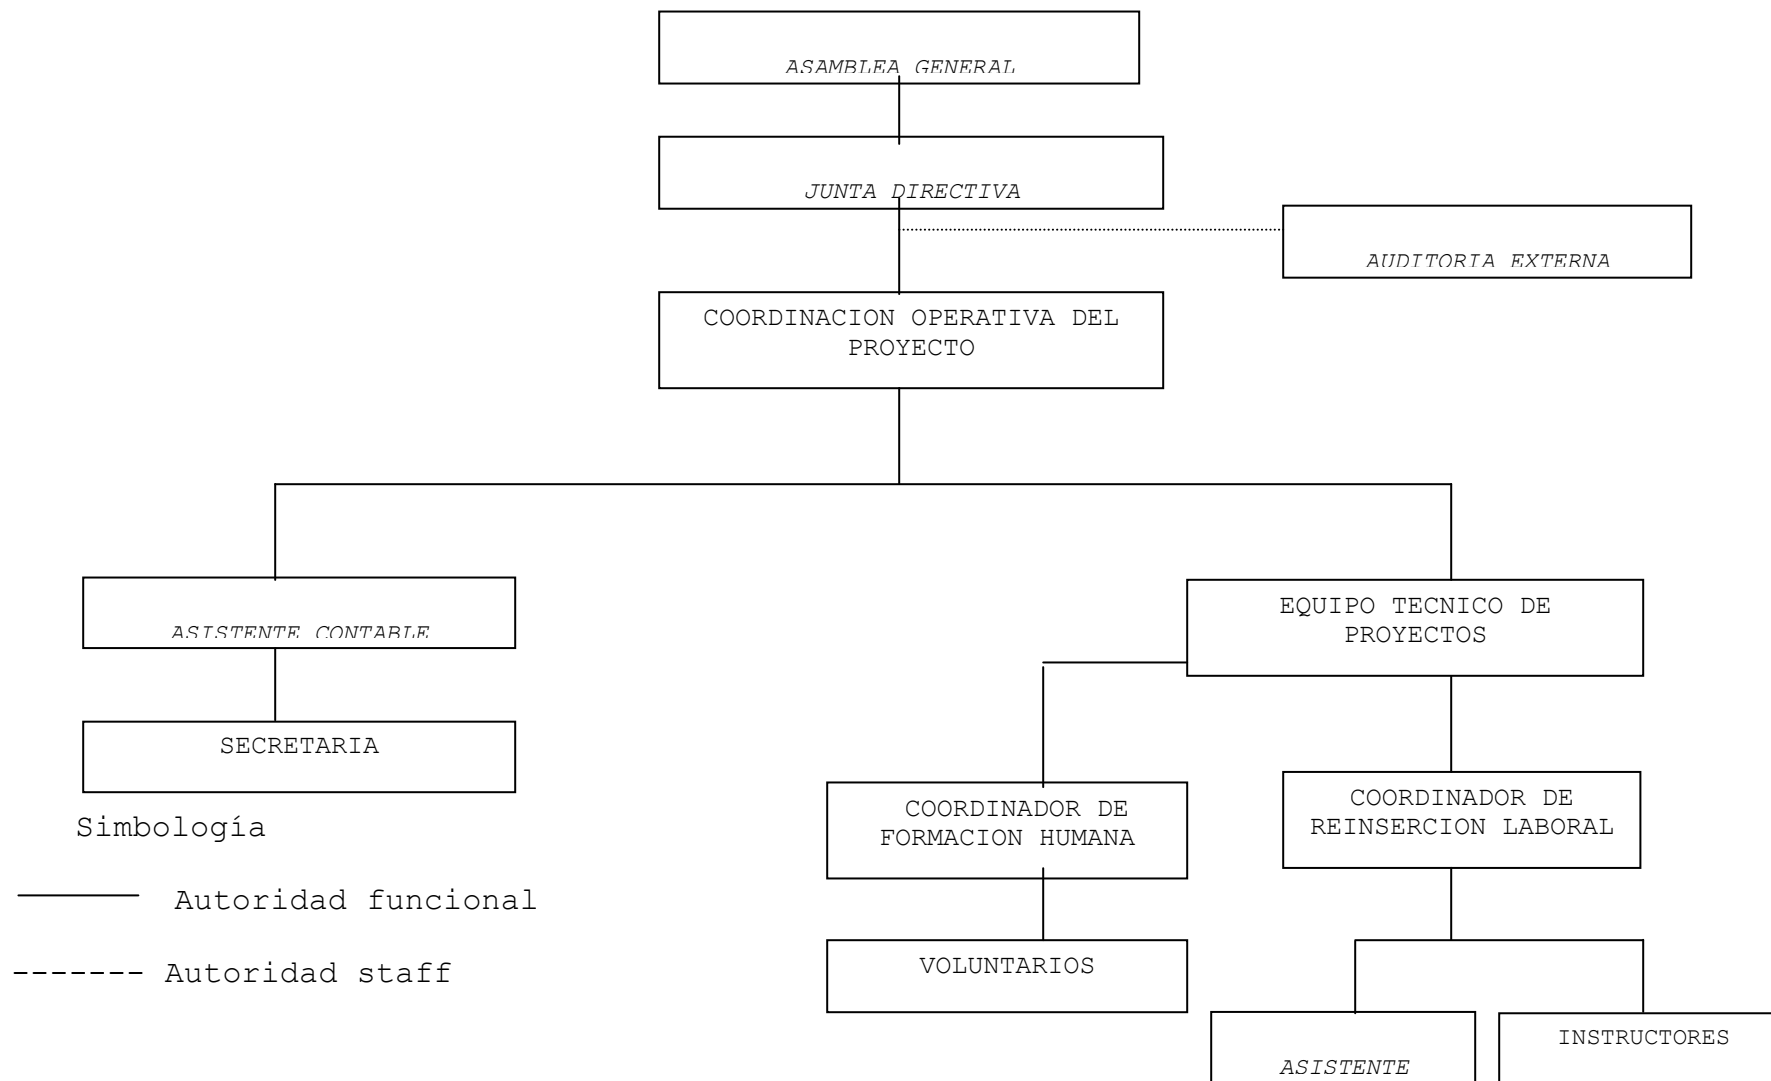 ASAMBLEA GENERAL
JUNTA DIRECTIVA
AUDITORIA EXTERNA
COORDINACION OPERATIVA DEL
PROYECTO
ASISTENTE CONTABLE
EQUIPO TECNICO DE
PROYECTOS
SECRETARIA
COORDINADOR DE
FORMACION HUMANA
COORDINADOR DE
REINSERCION LABORAL
Simbología
Autoridad funcional
------- Autoridad staff
VOLUNTARIOS
ASISTENTE
INSTRUCTORES